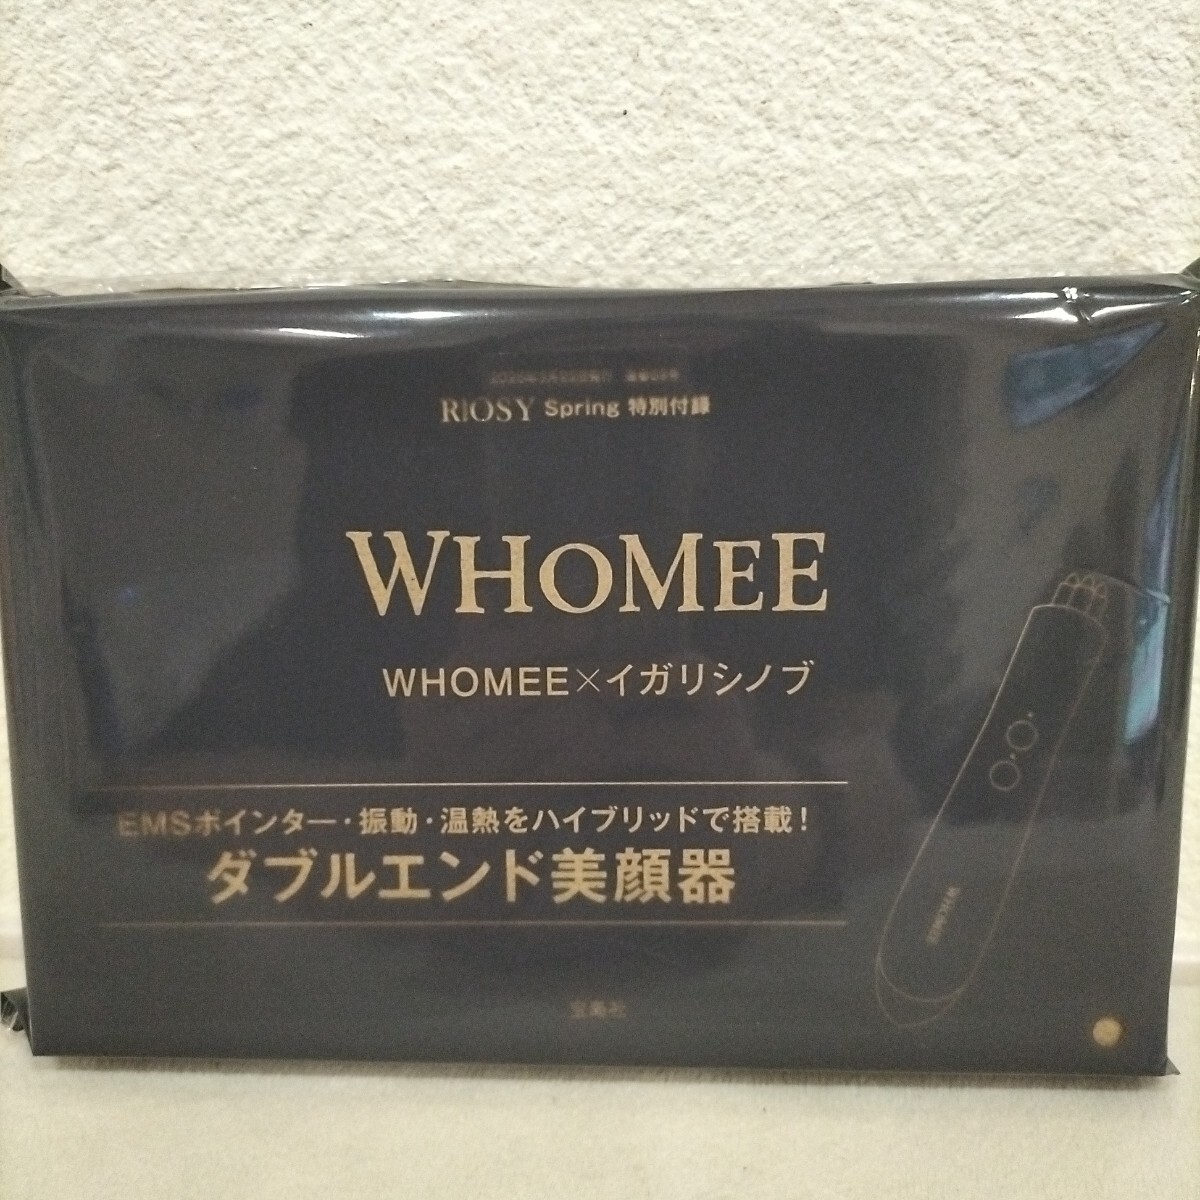 RIOSY Spring 特別付録
WHOMEE
WHOMEE×イガリシノブ
EMSポインター・振動・温熱をハイブリッドで搭載!
ダブルエンド美顔器
WHOMEE
宝島社